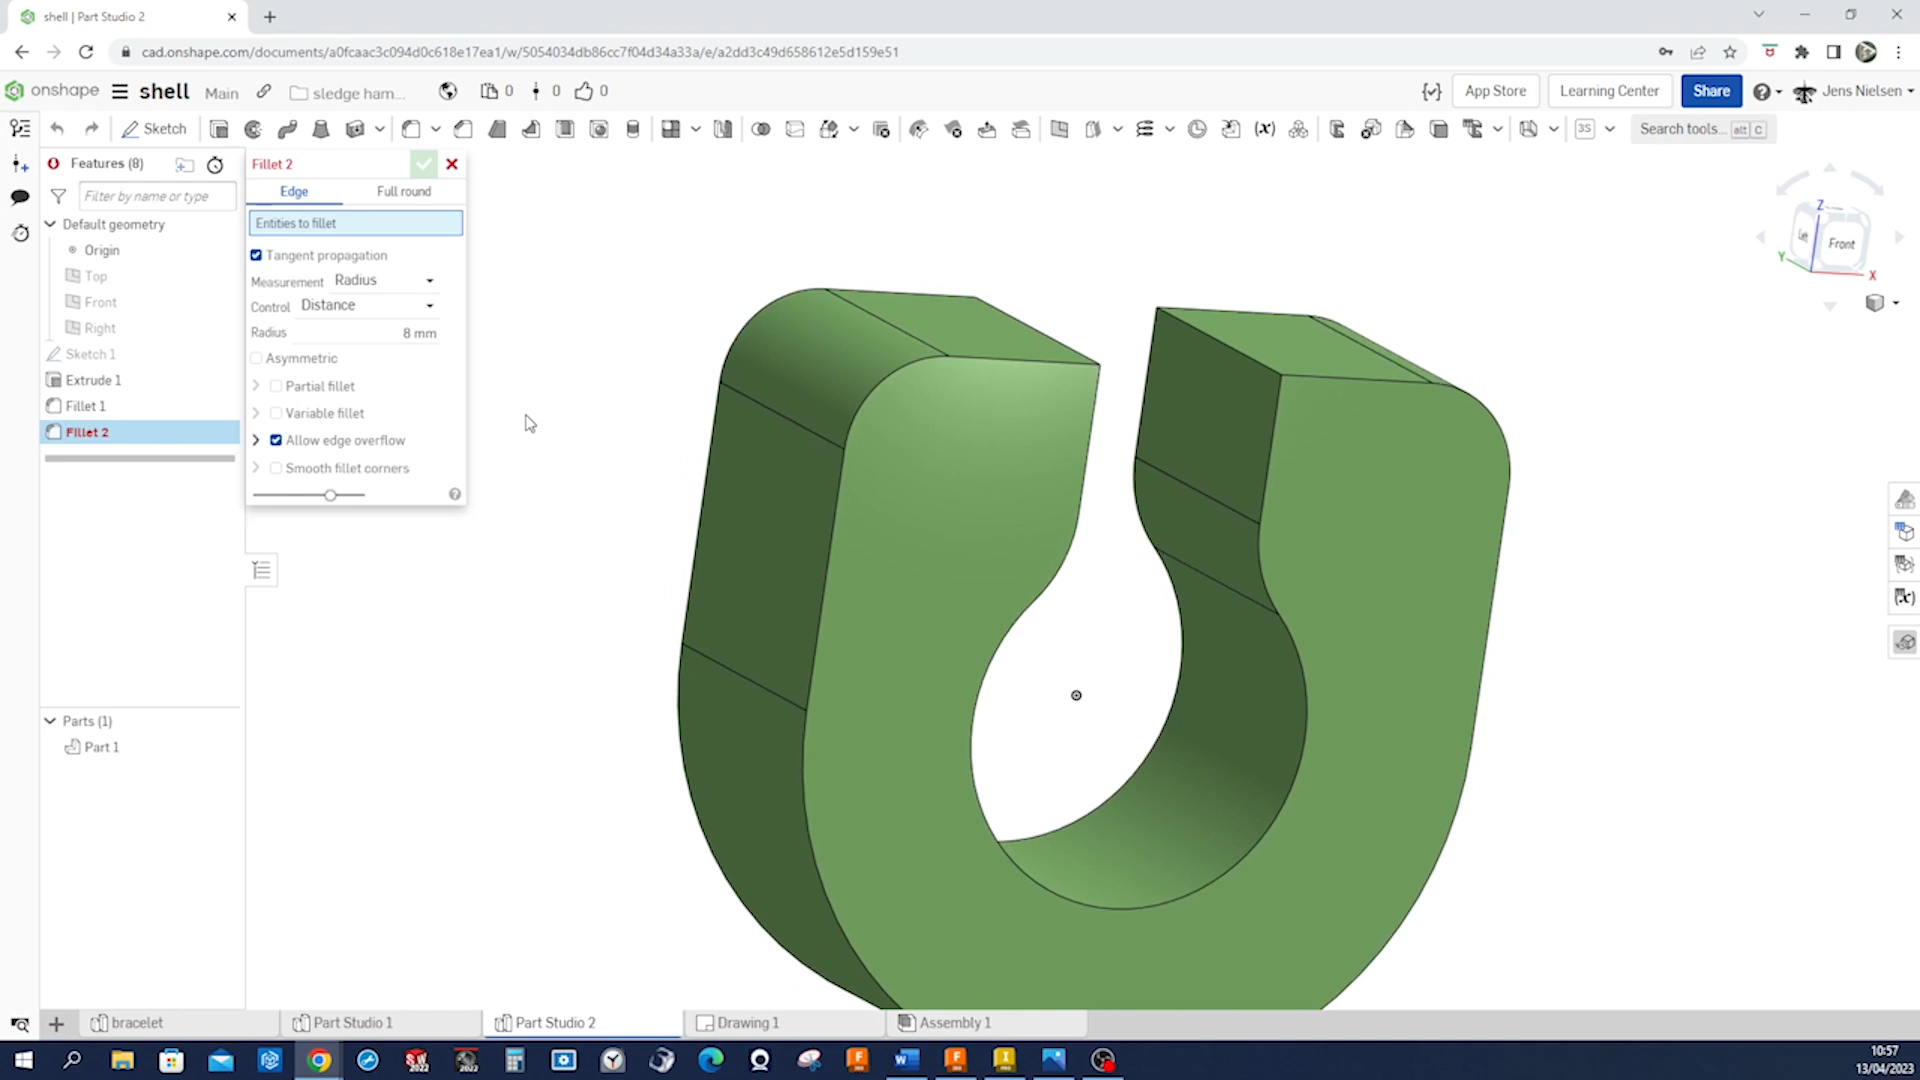 shell | Part Studio 2
cad.onshape.com/documents/a0fcaac3c094d0c618e17ea1/w/5054034db86cc7f04d34a33a/e/a2dd3c49d658612e5d159e51
onshape shell Main sledge ham... 0 0 0 App Store Learning Center Share Jens Nielsen
Sketch Search tools... alt C
Features (8)
Filter by name or type
Default geometry
Origin
Top
Front
Right
Sketch 1
Extrude 1
Fillet 1
Fillet 2
Parts (1)
Part 1
Fillet 2
Edge Full round
Entities to fillet
Tangent propagation
Measurement Radius
Control Distance
Radius 8 mm
Asymmetric
Partial fillet
Variable fillet
Allow edge overflow
Smooth fillet corners
Z
Front
Y
X
bracelet Part Studio 1 Part Studio 2 Drawing 1 Assembly 1
10:57
13/04/2023